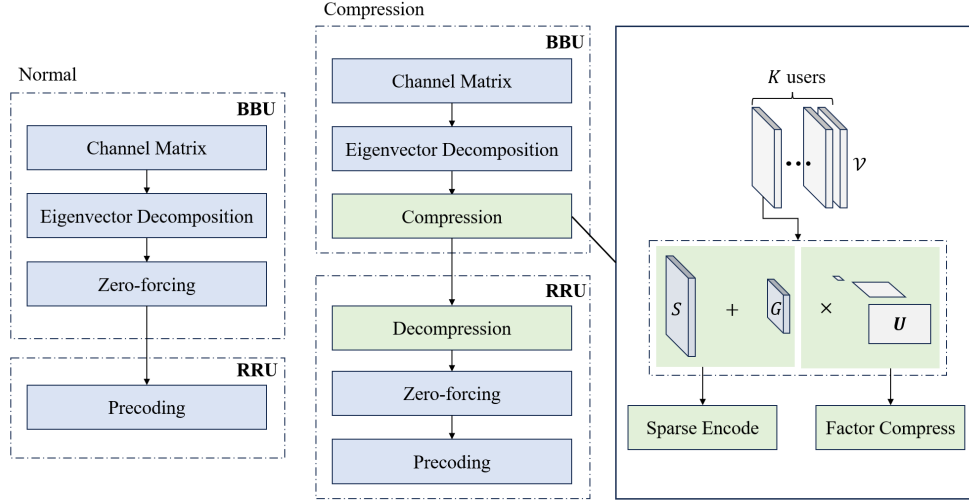 Normal
BBU
Channel Matrix
Eigenvector Decomposition
Zero-forcing
RRU
Precoding
Compression
BBU
Channel Matrix
Eigenvector Decomposition
Compression
RRU
Decompression
Zero-forcing
Precoding
K users
𝒱
S + G × U
Sparse Encode
Factor Compress